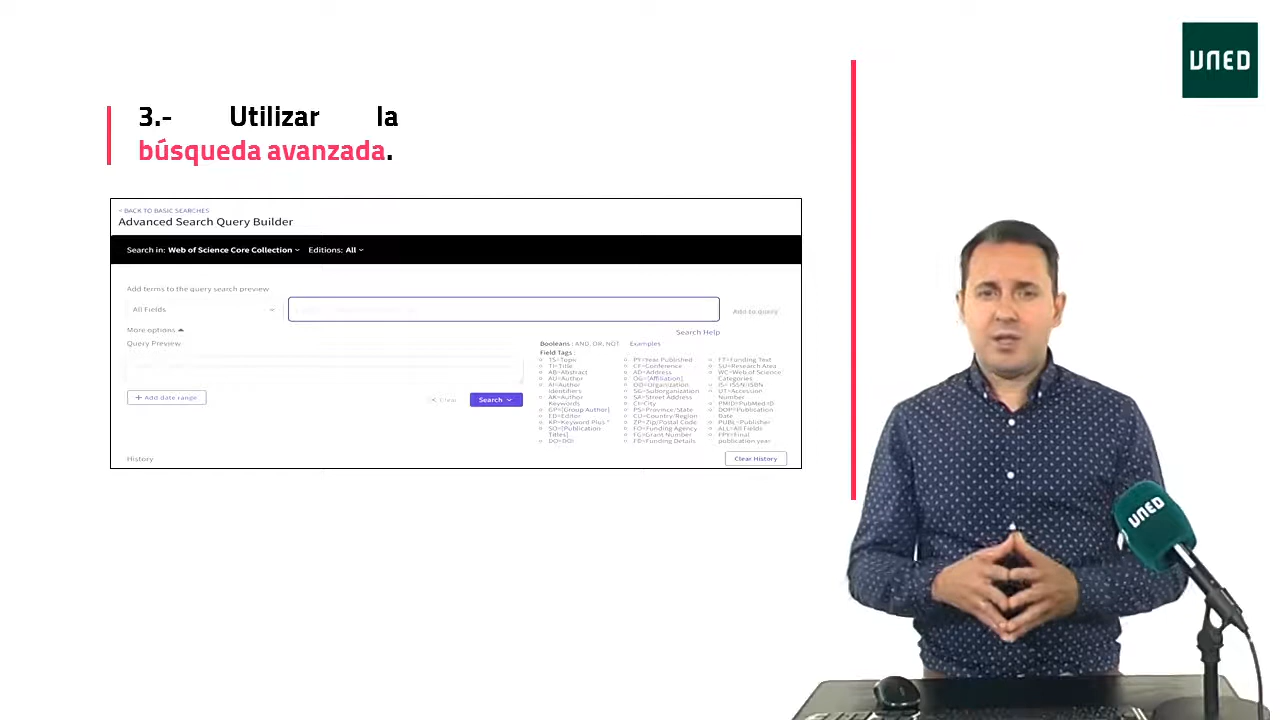 UNED
3.- Utilizar la
búsqueda avanzada.
< BACK TO BASIC SEARCHES
Advanced Search Query Builder
Search in: Web of Science Core Collection Editions: All
Add terms to the query search preview
All Fields
Add to query
More options
Search Help
Query Preview
Booleans : AND, OR, NOT Examples
Field Tags :
TS=Topic
TI=Title
AB=Abstract
AU=Author
AI=Author
Identifiers
AK=Author
Keywords
GP=[Group Author]
ED=Editor
KP=Keyword Plus ®
SO=[Publication
Titles]
DO=DOI
PY=Year Published
CF=Conference
AD=Address
OG=[Affiliation]
OO=Organization
SG=Suborganization
SA=Street Address
CI=City
PS=Province/State
CU=Country/Region
ZP=Zip/Postal Code
FO=Funding Agency
FG=Grant Number
FD=Funding Details
FT=Funding Text
SU=Research Area
WC=Web of Science
Categories
IS= ISSN/ISBN
UT=Accession
Number
PMID=PubMed ID
DOP=Publication
Date
PUBL=Publisher
ALL=All Fields
FPY=Final
publication year
+ Add date range
Clear
Search
History
Clear History
UNED